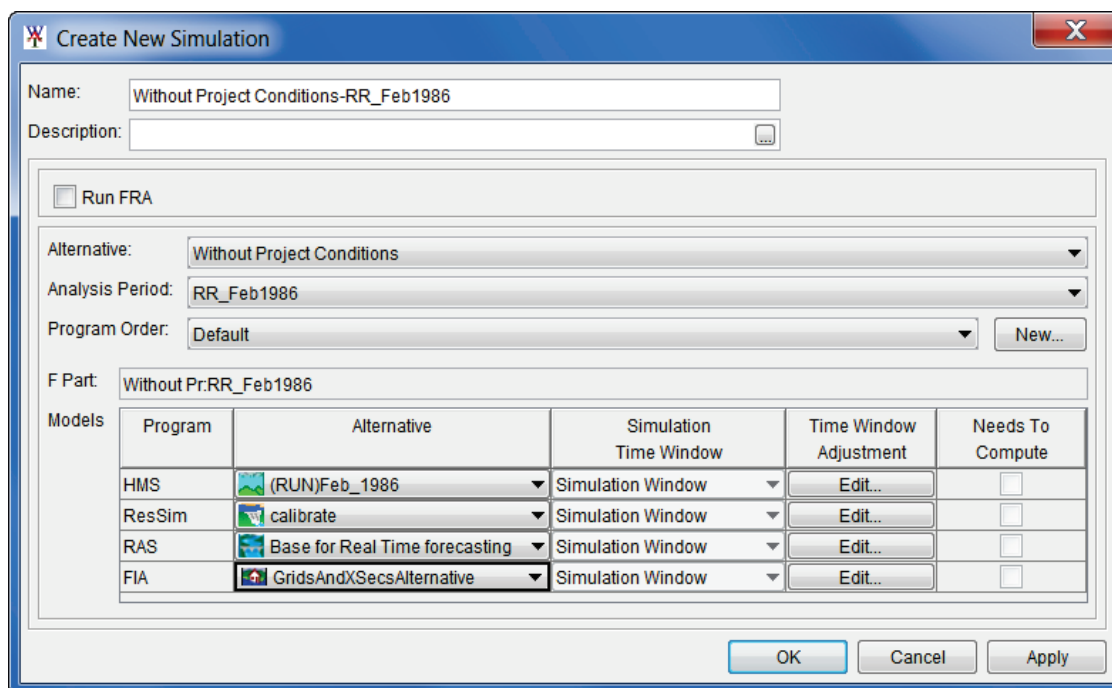 Create New Simulation
Name: Without Project Conditions-RR_Feb1986
Description: ...
Run FRA
Alternative: Without Project Conditions
Analysis Period: RR_Feb1986
Program Order: Default New...
F Part: Without Pr:RR_Feb1986
Models Program Alternative Simulation Time Window Time Window Adjustment Needs To Compute
HMS (RUN)Feb_1986 Simulation Window Edit...
ResSim calibrate Simulation Window Edit...
RAS Base for Real Time forecasting Simulation Window Edit...
FIA GridsAndXSecsAlternative Simulation Window Edit...
OK Cancel Apply